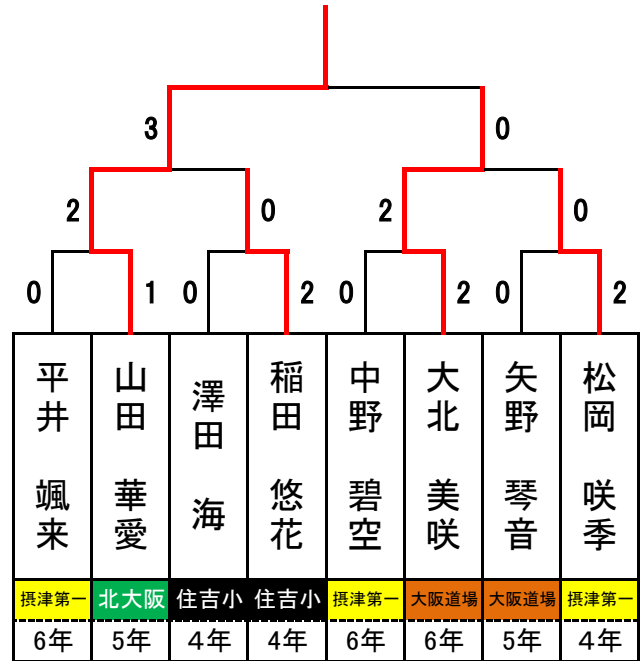 3 0
2 0 2 0
0 1 0 2 0 2 0 2
平井 颯来
山田 華愛
澤田 海
稲田 悠花
中野 碧空
大北 美咲
矢野 琴音
松岡 咲季
摂津第一 北大阪 住吉小 住吉小 摂津第一 大阪道場 大阪道場 摂津第一
6年 5年 4年 4年 6年 6年 5年 4年